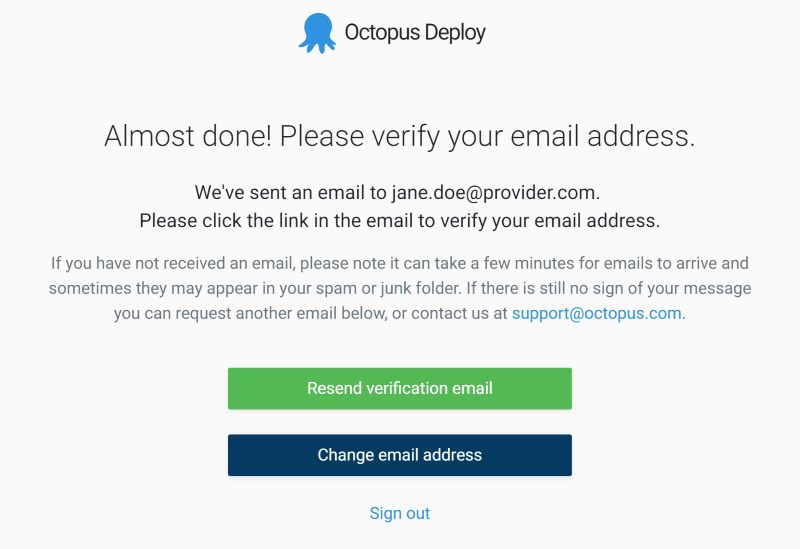 Octopus Deploy
Almost done! Please verify your email address.
We've sent an email to jane.doe@provider.com.
Please click the link in the email to verify your email address.
If you have not received an email, please note it can take a few minutes for emails to arrive and
sometimes they may appear in your spam or junk folder. If there is still no sign of your message
you can request another email below, or contact us at support@octopus.com.
Resend verification email
Change email address
Sign out